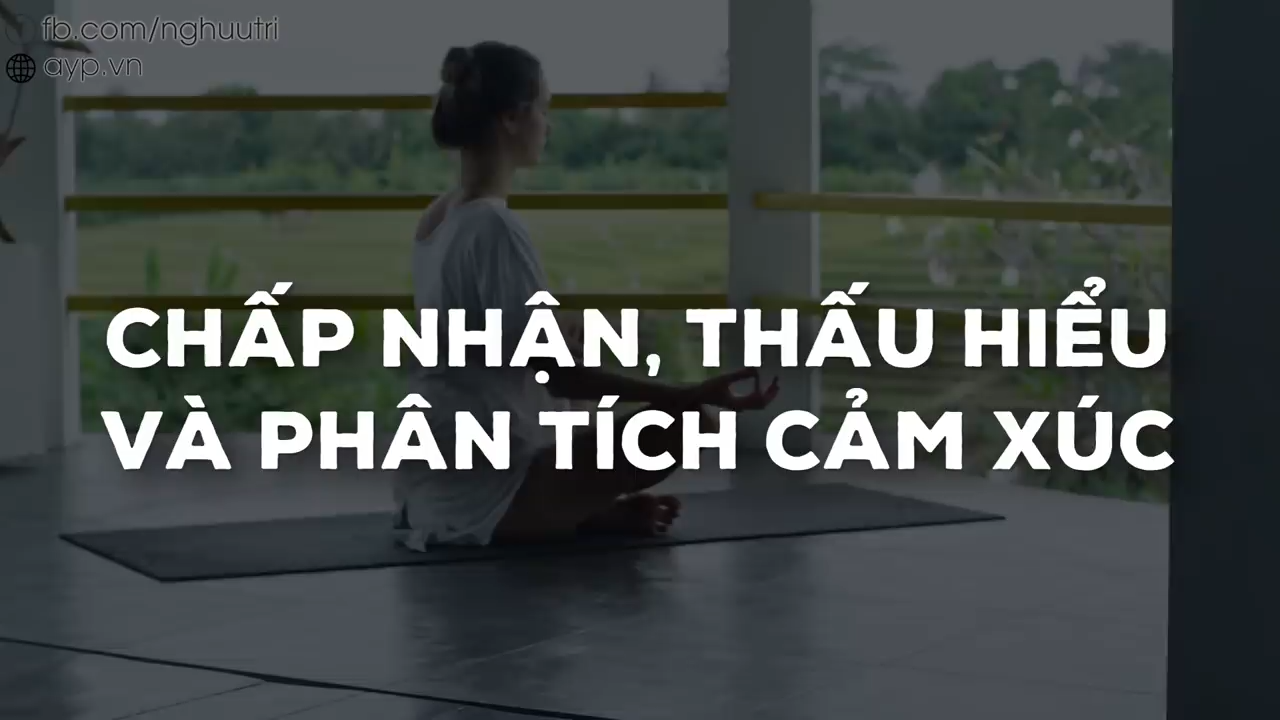 fb.com/nghuutri
ayp.vn
CHẤP NHẬN, THẤU HIỂU
VÀ PHÂN TÍCH CẢM XÚC